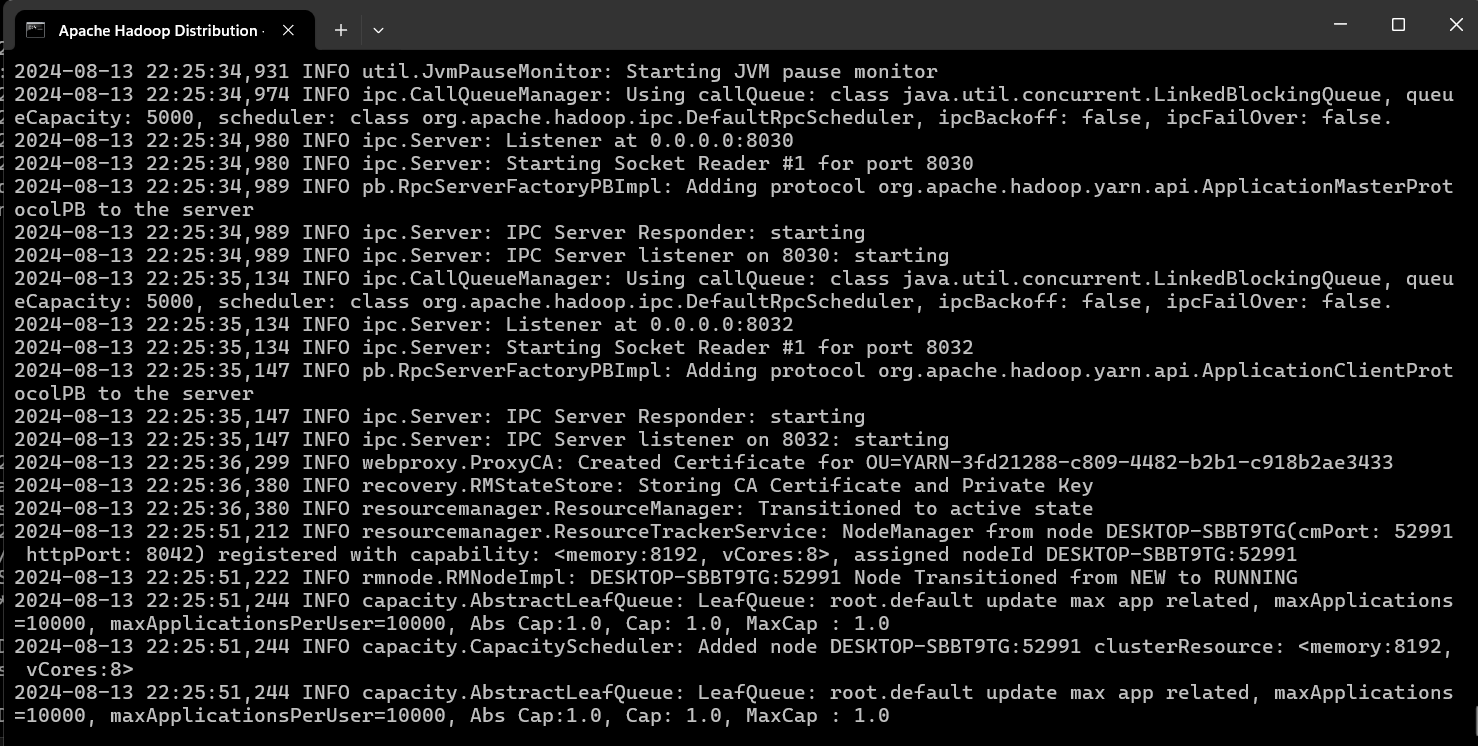 Apache Hadoop Distribution
2024-08-13 22:25:34,931 INFO util.JvmPauseMonitor: Starting JVM pause monitor
2024-08-13 22:25:34,974 INFO ipc.CallQueueManager: Using callQueue: class java.util.concurrent.LinkedBlockingQueue, queu
eCapacity: 5000, scheduler: class org.apache.hadoop.ipc.DefaultRpcScheduler, ipcBackoff: false, ipcFailOver: false.
2024-08-13 22:25:34,980 INFO ipc.Server: Listener at 0.0.0.0:8030
2024-08-13 22:25:34,980 INFO ipc.Server: Starting Socket Reader #1 for port 8030
2024-08-13 22:25:34,989 INFO pb.RpcServerFactoryPBImpl: Adding protocol org.apache.hadoop.yarn.api.ApplicationMasterProt
ocolPB to the server
2024-08-13 22:25:34,989 INFO ipc.Server: IPC Server Responder: starting
2024-08-13 22:25:34,989 INFO ipc.Server: IPC Server listener on 8030: starting
2024-08-13 22:25:35,134 INFO ipc.CallQueueManager: Using callQueue: class java.util.concurrent.LinkedBlockingQueue, queu
eCapacity: 5000, scheduler: class org.apache.hadoop.ipc.DefaultRpcScheduler, ipcBackoff: false, ipcFailOver: false.
2024-08-13 22:25:35,134 INFO ipc.Server: Listener at 0.0.0.0:8032
2024-08-13 22:25:35,134 INFO ipc.Server: Starting Socket Reader #1 for port 8032
2024-08-13 22:25:35,147 INFO pb.RpcServerFactoryPBImpl: Adding protocol org.apache.hadoop.yarn.api.ApplicationClientProt
ocolPB to the server
2024-08-13 22:25:35,147 INFO ipc.Server: IPC Server Responder: starting
2024-08-13 22:25:35,147 INFO ipc.Server: IPC Server listener on 8032: starting
2024-08-13 22:25:36,299 INFO webproxy.ProxyCA: Created Certificate for OU=YARN-3fd21288-c809-4482-b2b1-c918b2ae3433
2024-08-13 22:25:36,380 INFO recovery.RMStateStore: Storing CA Certificate and Private Key
2024-08-13 22:25:36,380 INFO resourcemanager.ResourceManager: Transitioned to active state
2024-08-13 22:25:51,212 INFO resourcemanager.ResourceTrackerService: NodeManager from node DESKTOP-SBBT9TG(cmPort: 52991
 httpPort: 8042) registered with capability: <memory:8192, vCores:8>, assigned nodeId DESKTOP-SBBT9TG:52991
2024-08-13 22:25:51,222 INFO rmnode.RMNodeImpl: DESKTOP-SBBT9TG:52991 Node Transitioned from NEW to RUNNING
2024-08-13 22:25:51,244 INFO capacity.AbstractLeafQueue: LeafQueue: root.default update max app related, maxApplications
=10000, maxApplicationsPerUser=10000, Abs Cap:1.0, Cap: 1.0, MaxCap : 1.0
2024-08-13 22:25:51,244 INFO capacity.CapacityScheduler: Added node DESKTOP-SBBT9TG:52991 clusterResource: <memory:8192,
 vCores:8>
2024-08-13 22:25:51,244 INFO capacity.AbstractLeafQueue: LeafQueue: root.default update max app related, maxApplications
=10000, maxApplicationsPerUser=10000, Abs Cap:1.0, Cap: 1.0, MaxCap : 1.0